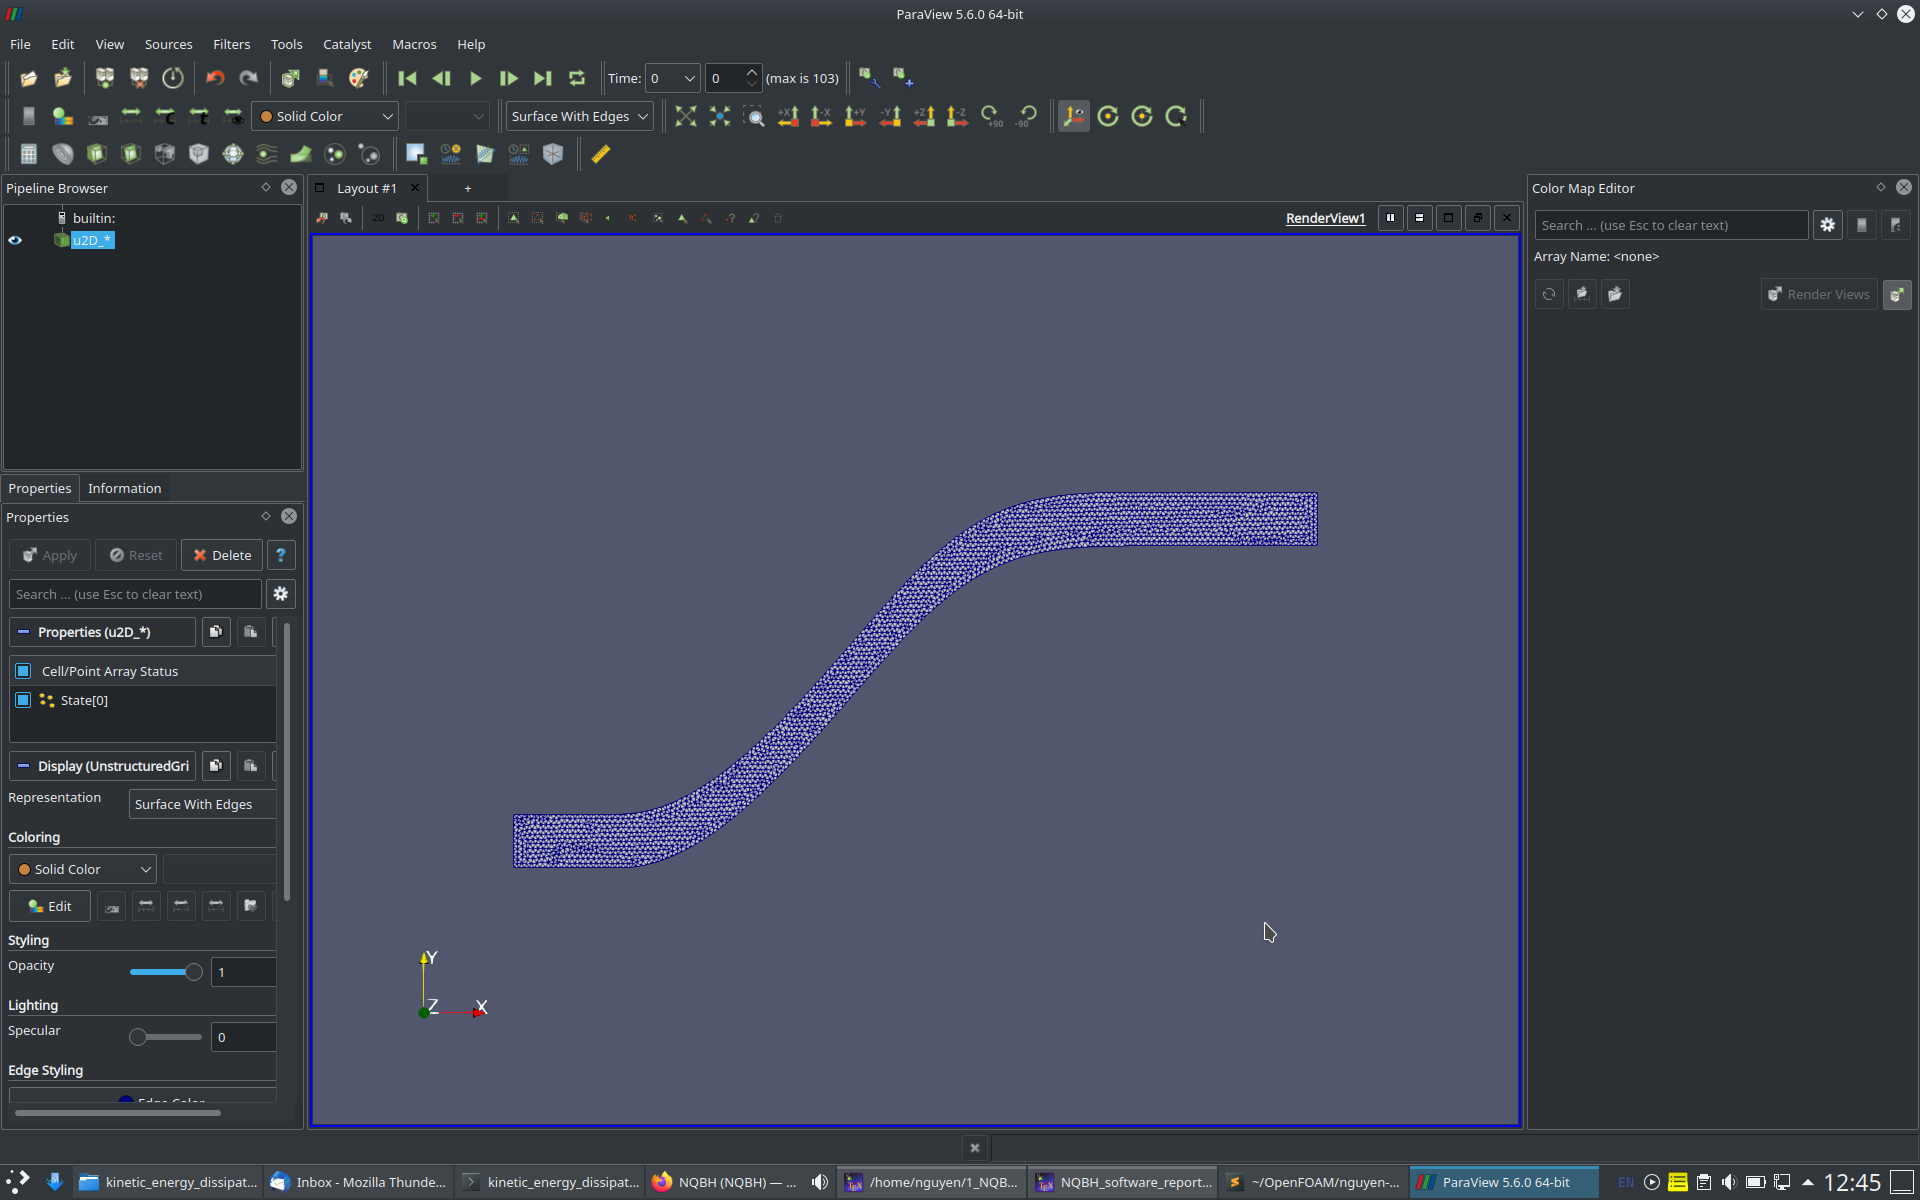 ParaView 5.6.0 64-bit
File Edit View Sources Filters Tools Catalyst Macros Help
Time: 0 0 (max is 103)
Solid Color Surface With Edges
+X -X +Y -Y +Z -Z +90 -90
Pipeline Browser
builtin:
u2D_*
Properties Information
Properties
Apply Reset Delete ?
Search ... (use Esc to clear text)
Properties (u2D_*)
Cell/Point Array Status
State[0]
Display (UnstructuredGri
Representation Surface With Edges
Coloring
Solid Color
Edit
Styling
Opacity 1
Lighting
Specular 0
Edge Styling
Edge Color
Layout #1 +
2D
RenderView1
Y
Z X
Color Map Editor
Search ... (use Esc to clear text)
Array Name: <none>
Render Views
kinetic_energy_dissipat... Inbox - Mozilla Thunde... kinetic_energy_dissipat... NQBH (NQBH) — ... /home/nguyen/1_NQB... NQBH_software_report... ~/OpenFOAM/nguyen-... ParaView 5.6.0 64-bit EN 12:45